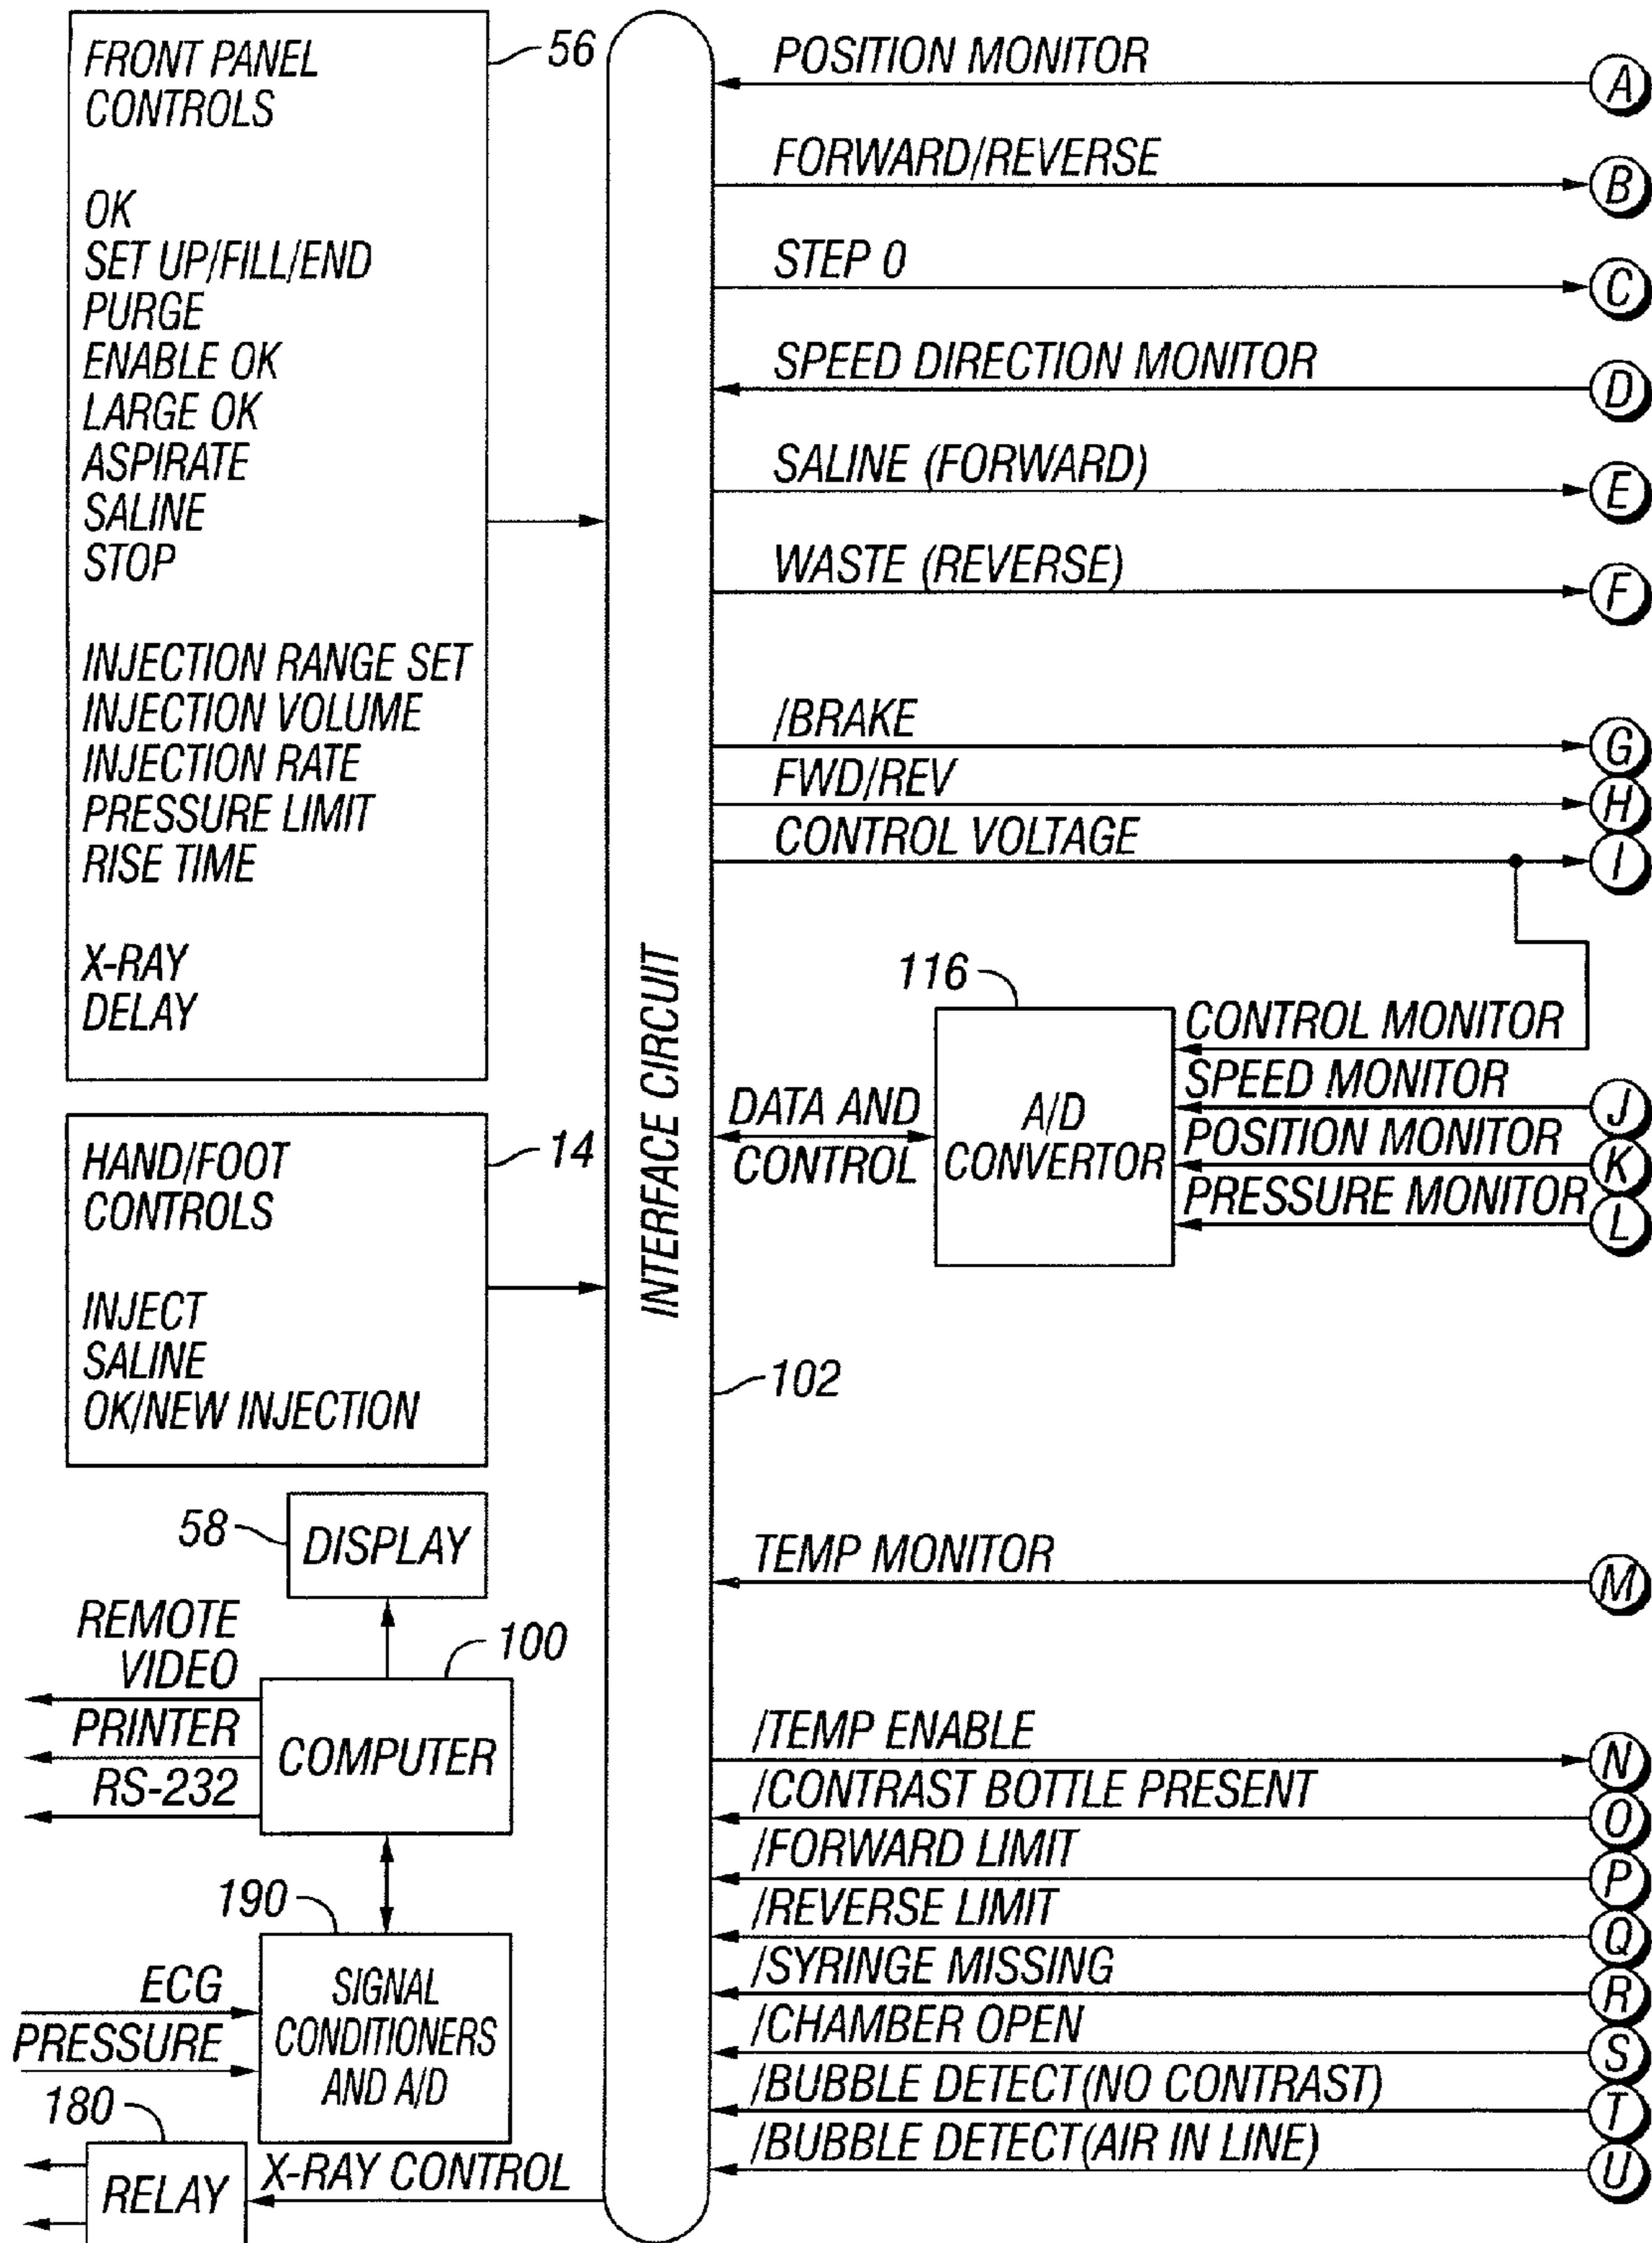 FRONT PANEL
CONTROLS
OK
SET UP/FILL/END
PURGE
ENABLE OK
LARGE OK
ASPIRATE
SALINE
STOP
INJECTION RANGE SET
INJECTION VOLUME
INJECTION RATE
PRESSURE LIMIT
RISE TIME
X-RAY
DELAY
56
HAND/FOOT
CONTROLS
INJECT
SALINE
OK/NEW INJECTION
14
58
DISPLAY
REMOTE
VIDEO
PRINTER
RS-232
100
COMPUTER
190
ECG
PRESSURE
SIGNAL
CONDITIONERS
AND A/D
180
RELAY
X-RAY CONTROL
INTERFACE CIRCUIT
102
POSITION MONITOR
A
FORWARD/REVERSE
B
STEP 0
C
SPEED DIRECTION MONITOR
D
SALINE (FORWARD)
E
WASTE (REVERSE)
F
/BRAKE
G
FWD/REV
H
CONTROL VOLTAGE
I
116
DATA AND
CONTROL
A/D
CONVERTOR
CONTROL MONITOR
SPEED MONITOR
J
POSITION MONITOR
K
PRESSURE MONITOR
L
TEMP MONITOR
M
/TEMP ENABLE
N
/CONTRAST BOTTLE PRESENT
O
/FORWARD LIMIT
P
/REVERSE LIMIT
Q
/SYRINGE MISSING
R
/CHAMBER OPEN
S
/BUBBLE DETECT(NO CONTRAST)
T
/BUBBLE DETECT(AIR IN LINE)
U